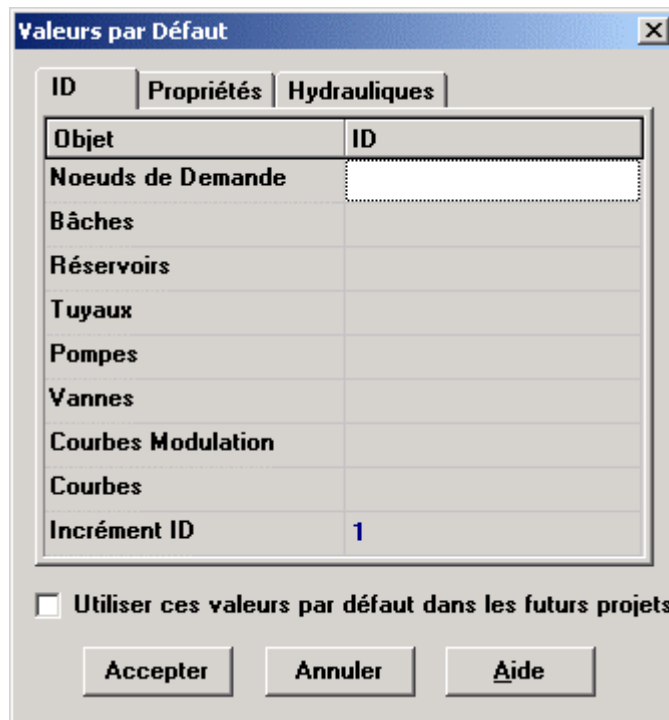 Valeurs par Défaut
ID Propriétés Hydrauliques
Objet ID
Noeuds de Demande
Bâches
Réservoirs
Tuyaux
Pompes
Vannes
Courbes Modulation
Courbes
Incrément ID 1
Utiliser ces valeurs par défaut dans les futurs projets
Accepter Annuler Aide